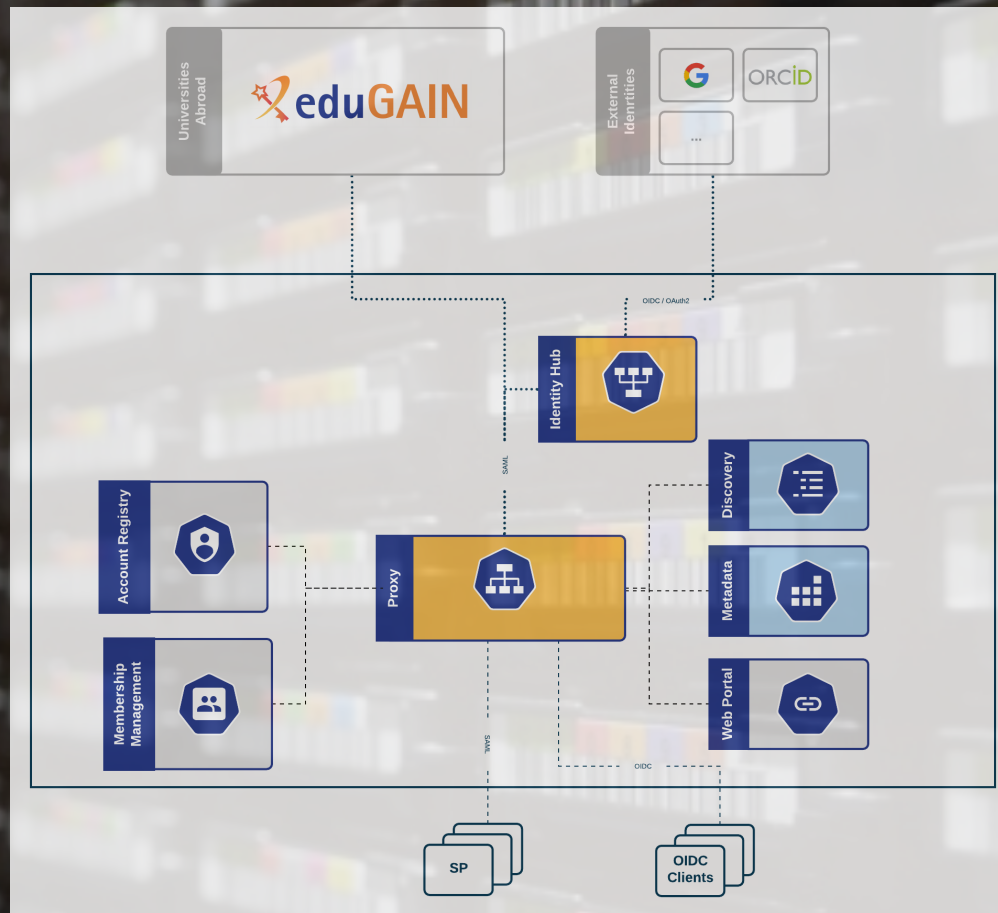 Universities
Abroad
eduGAIN
External
Idenrtities
G
ORCiD
...
OIDC / OAuth2
Identity Hub
SAML
Discovery
Account Registry
Proxy
Metadata
Membership
Management
Web Portal
SAML
OIDC
SP
OIDC
Clients